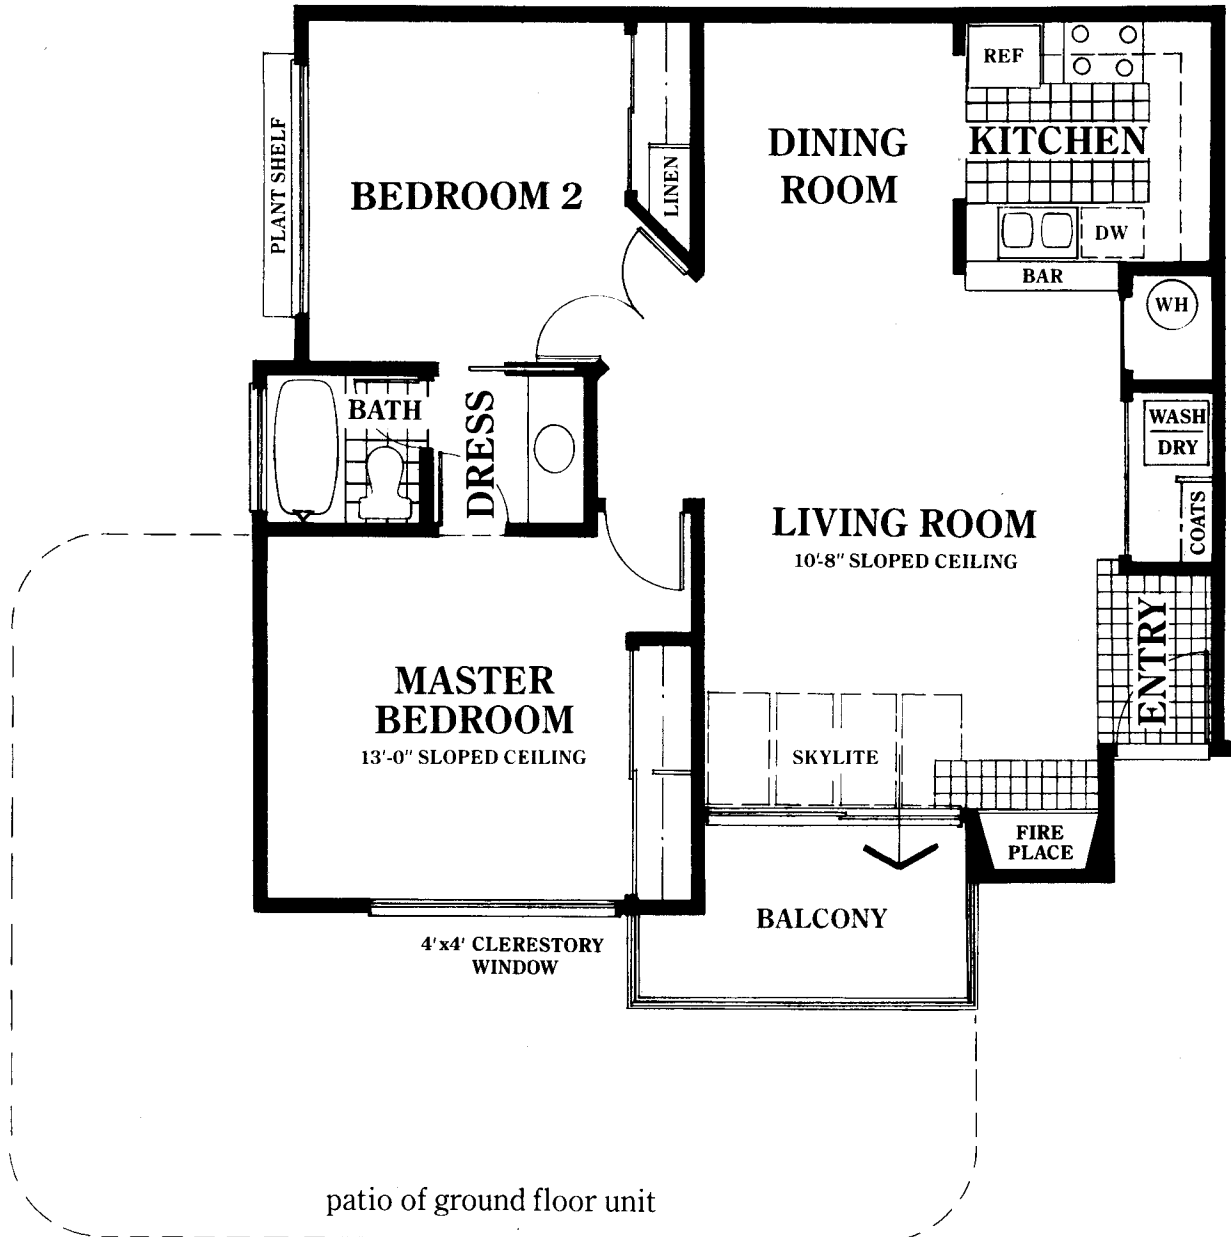 REF
PLANT SHELF
BEDROOM 2
LINEN
DINING
ROOM
KITCHEN
DW
BAR
WH
BATH
DRESS
WASH
DRY
COATS
LIVING ROOM
10'-8" SLOPED CEILING
ENTRY
MASTER
BEDROOM
13'-0" SLOPED CEILING
SKYLITE
FIRE
PLACE
BALCONY
4'x4' CLERESTORY
WINDOW
patio of ground floor unit